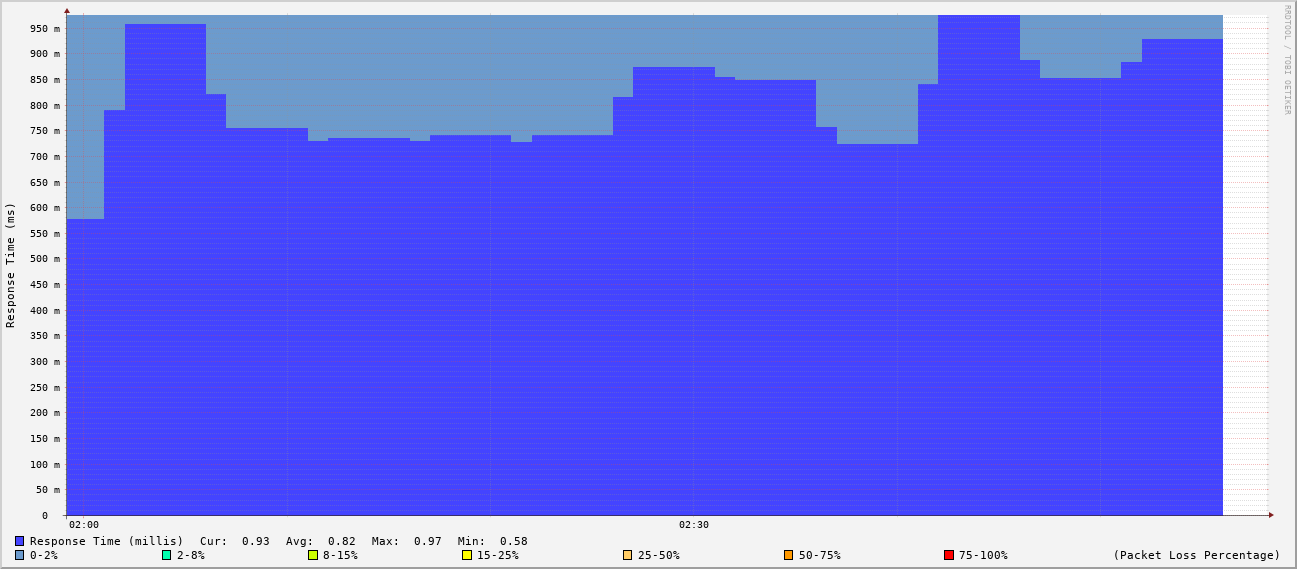 RRDTOOL / TOBI OETIKER
Response Time (ms)
950 m
900 m
850 m
800 m
750 m
700 m
650 m
600 m
550 m
500 m
450 m
400 m
350 m
300 m
250 m
200 m
150 m
100 m
50 m
0
02:00 02:30
Response Time (millis) Cur: 0.93 Avg: 0.82 Max: 0.97 Min: 0.58
0-2% 2-8% 8-15% 15-25% 25-50% 50-75% 75-100% (Packet Loss Percentage)